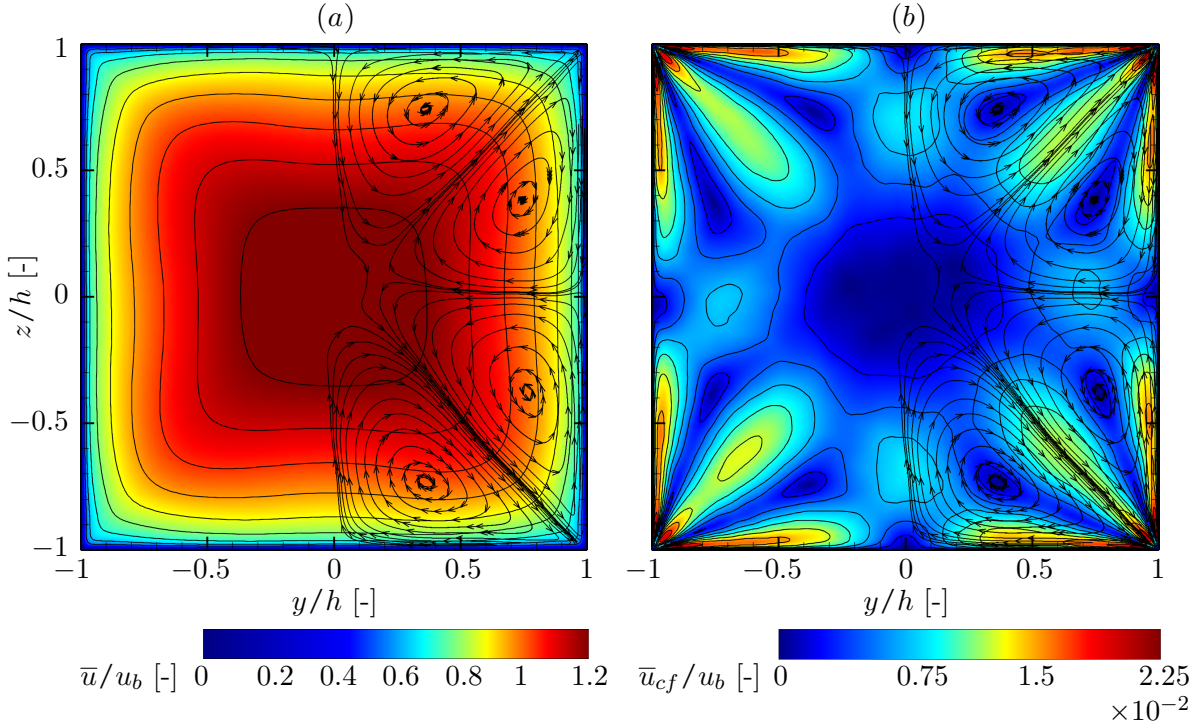 (a)
(b)
1
0.5
z/h [-]
0
−0.5
−1
−1 −0.5 0 0.5 1
−1 −0.5 0 0.5 1
y/h [-]
y/h [-]
u̅/u_b [-] 0 0.2 0.4 0.6 0.8 1 1.2
u̅_cf/u_b [-] 0 0.75 1.5 2.25
×10⁻²